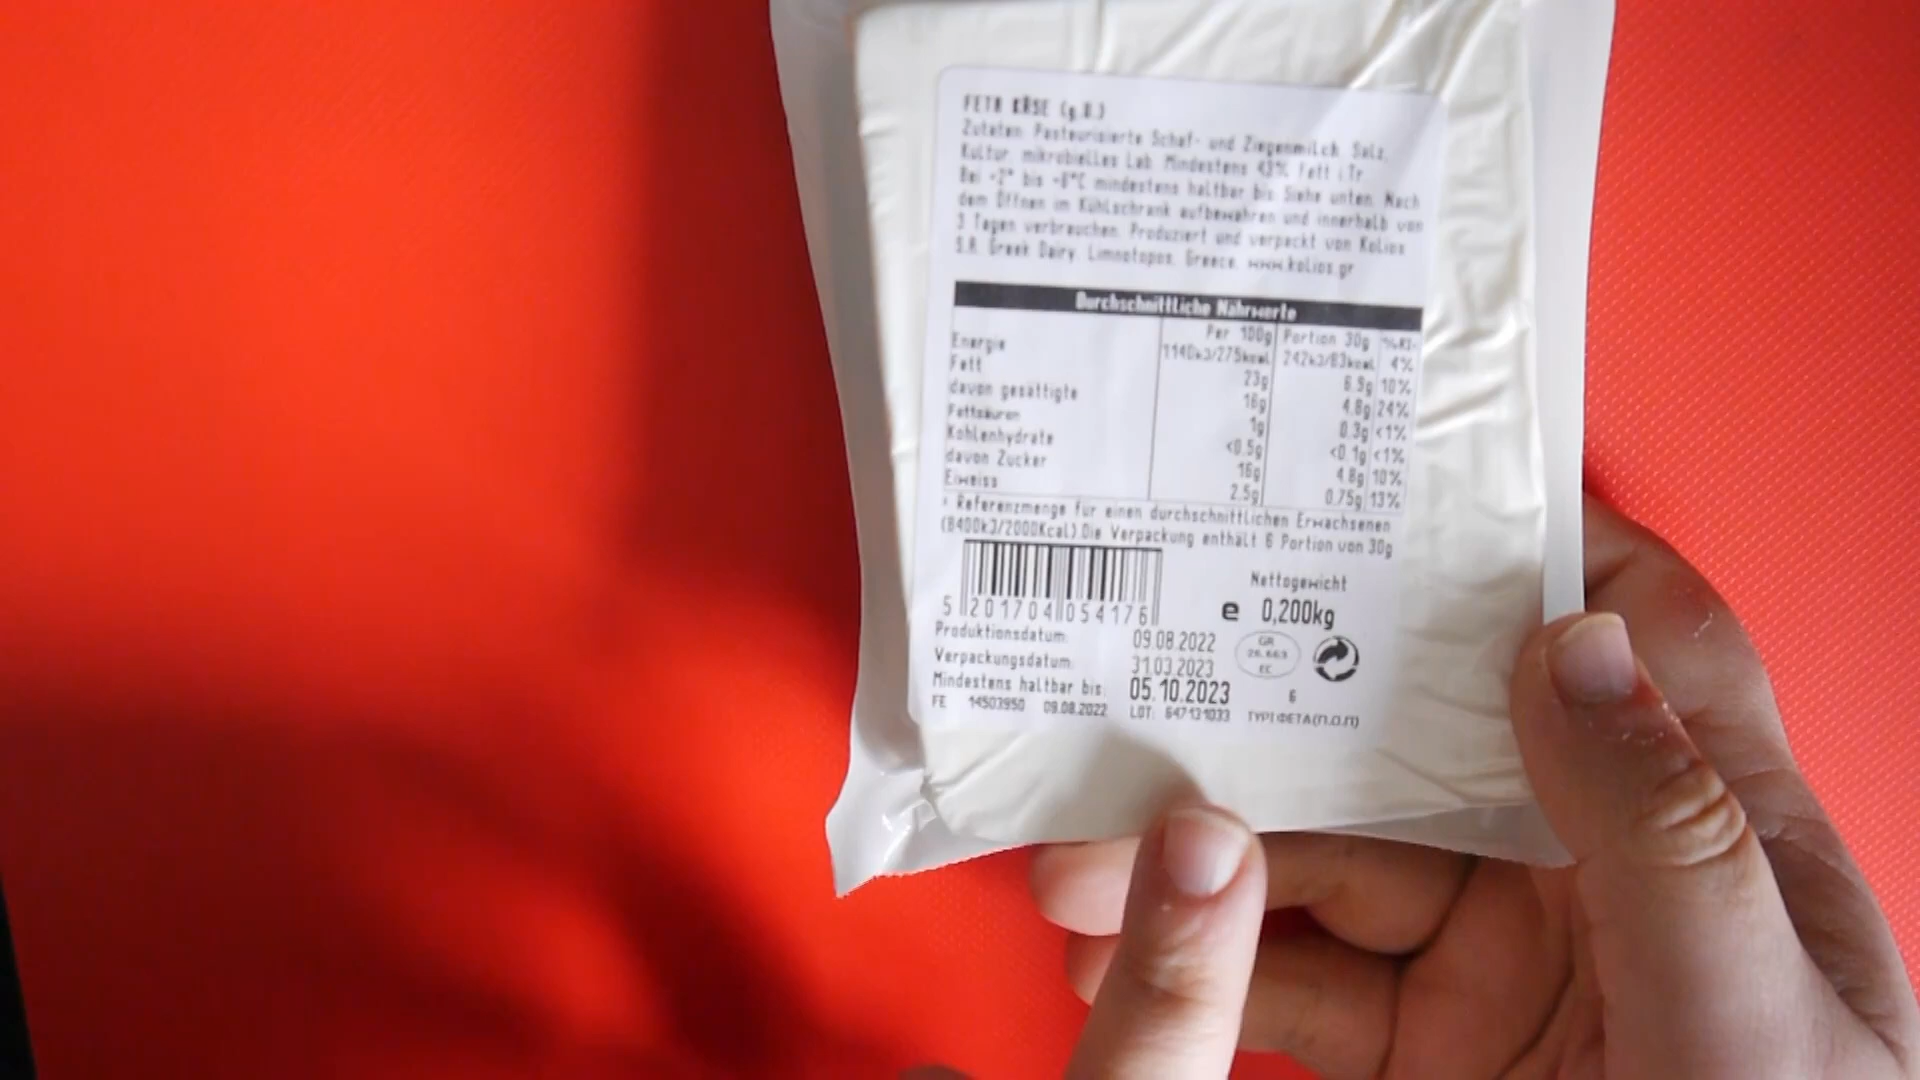 FETA KÄSE (g.U.)
Zutaten: Pasteurisierte Schaf- und Ziegenmilch, Salz,
Kultur, mikrobielles Lab. Mindestens 43% Fett i.Tr
Bei +2° bis +8°C mindestens haltbar bis: Siehe unten. Nach
dem Öffnen im Kühlschrank aufbewahren und innerhalb von
3 Tagen verbrauchen. Produziert und verpackt von Kolios
S.A. Greek Dairy, Limnotopos, Greece, www.kolios.gr
Durchschnittliche Nährwerte
Per 100g Portion 30g %RI*
Energie 1140kJ/275kcal 242kJ/83kcal 4%
Fett 23g 6.9g 10%
davon gesättigte 16g 4.8g 24%
Fettsäuren 1g 0.3g <1%
Kohlenhydrate <0.5g <0.1g <1%
davon Zucker 16g 4.8g 10%
Eiweiss 2.5g 0.75g 13%
* Referenzmenge für einen durchschnittlichen Erwachsenen
(8400kJ/2000Kcal).Die Verpackung enthält 6 Portion von 30g
5 201704 054176
Nettogewicht
e 0,200kg
Produktionsdatum: 09.08.2022
Verpackungsdatum: 31.03.2023
Mindestens haltbar bis: 05.10.2023
GR
26.663
EC
6
FE 14503950 09.08.2022 LOT: 647131033 ΤΥΡΙ ΦΕΤΑ(Π.Ο.Π)